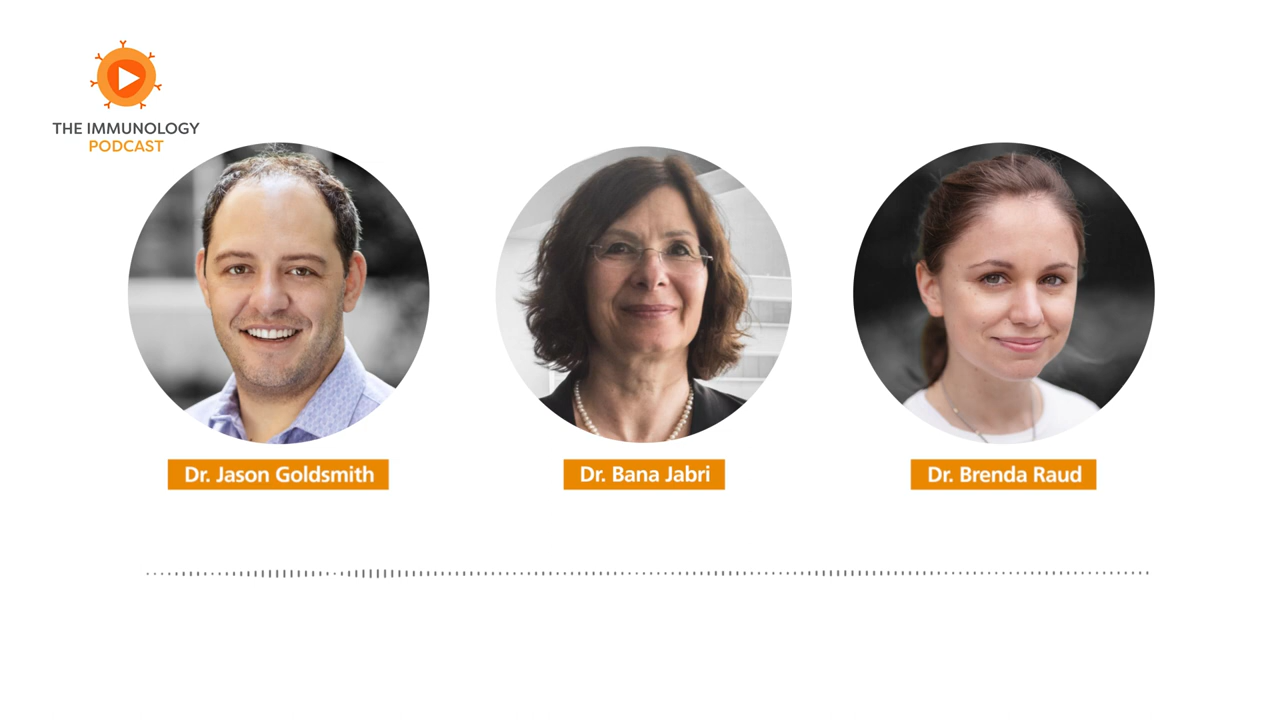 THE IMMUNOLOGY
PODCAST
Dr. Jason Goldsmith
Dr. Bana Jabri
Dr. Brenda Raud